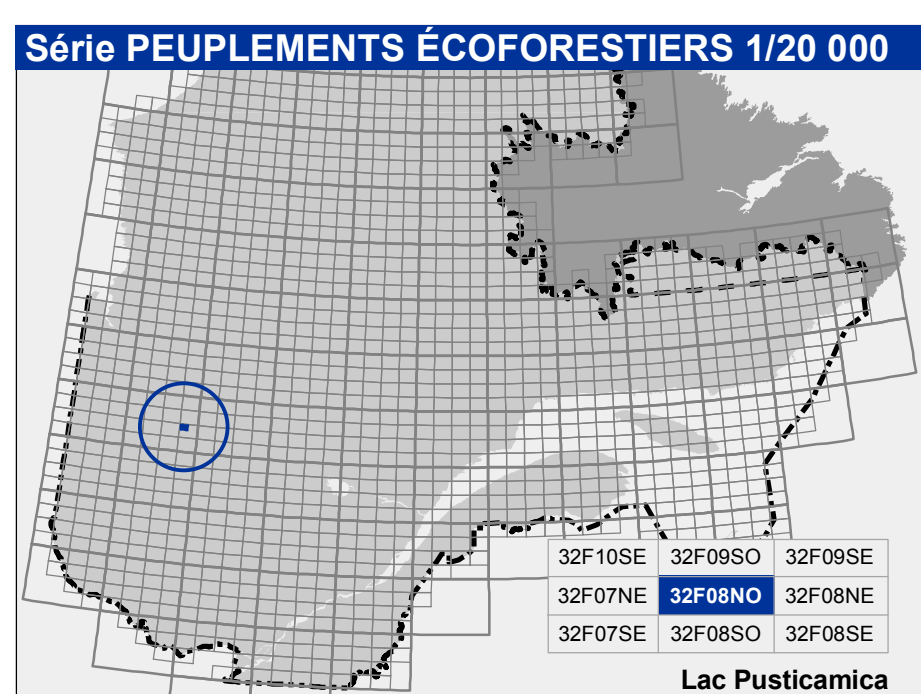 Série PEUPLEMENTS ÉCOFORESTIERS 1/20 000
32F10SE 32F09SO 32F09SE
32F07NE 32F08NO 32F08NE
32F07SE 32F08SO 32F08SE
Lac Pusticamica